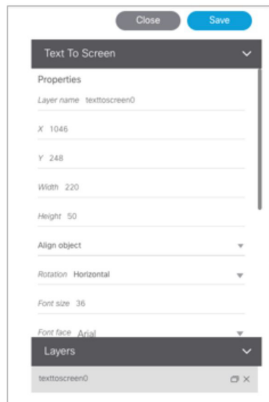 Close Save
Text To Screen
Properties
Layer name texttoscreen0
X 1046
Y 248
Width 220
Height 50
Align object
Rotation Horizontal
Font size 36
Font face Arial
Layers
texttoscreen0